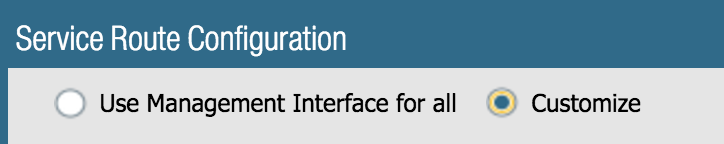 Service Route Configuration
Use Management Interface for all Customize